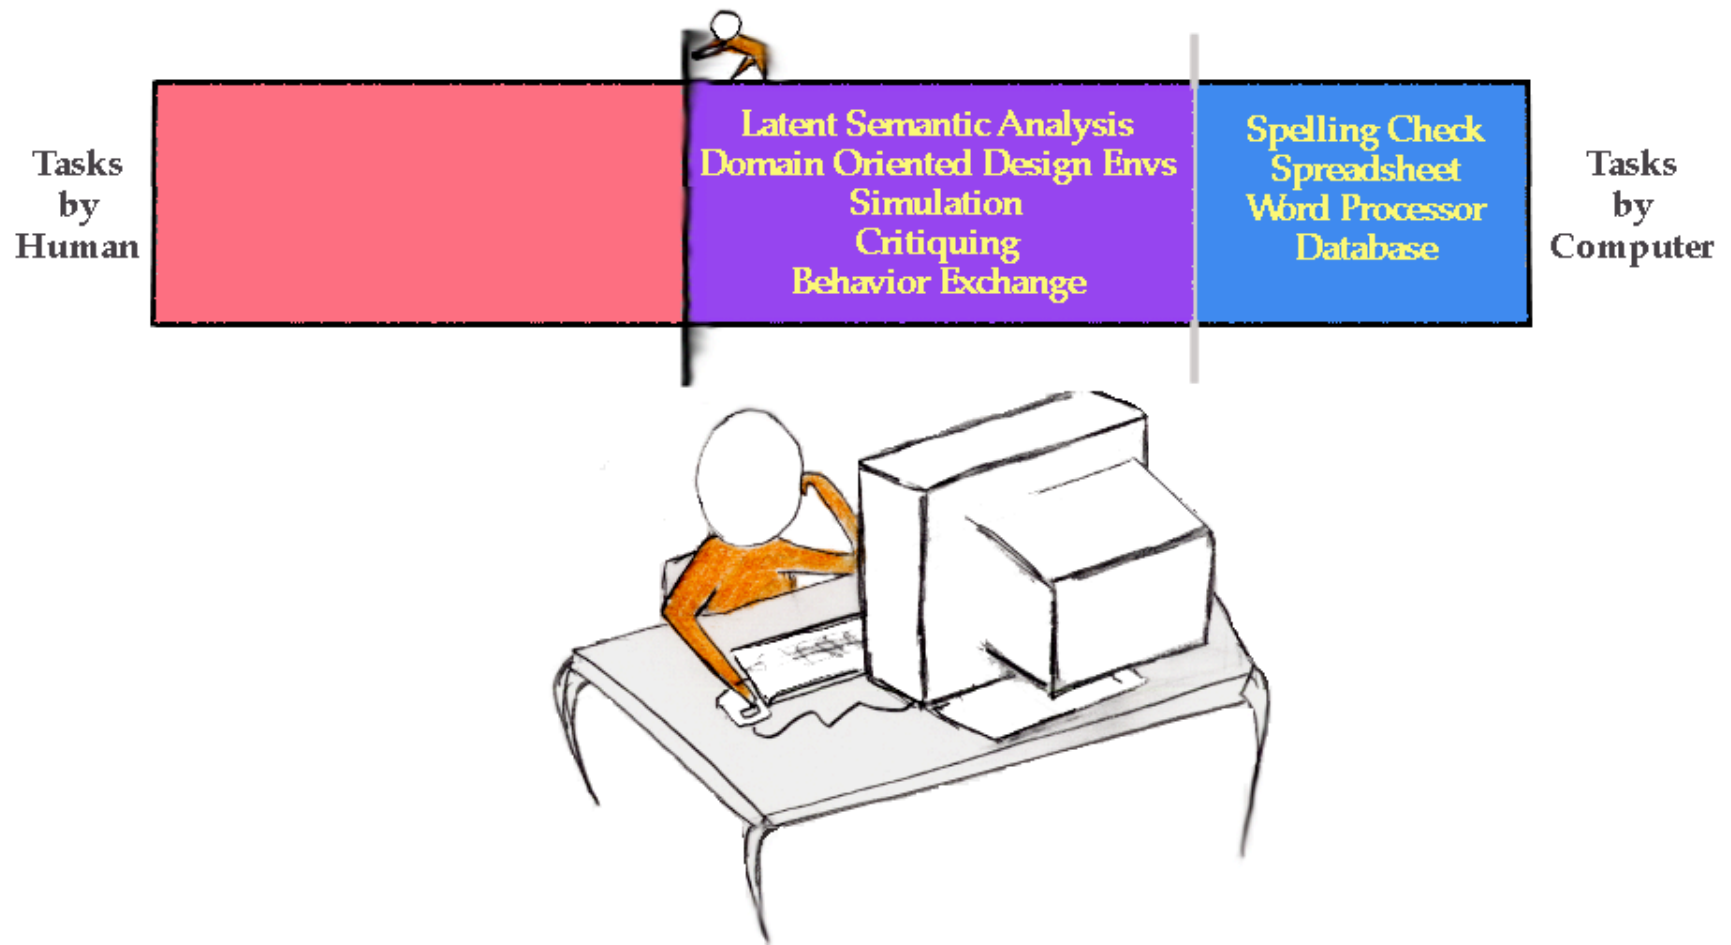 Tasks
by
Human
Latent Semantic Analysis
Domain Oriented Design Envs
Simulation
Critiquing
Behavior Exchange
Spelling Check
Spreadsheet
Word Processor
Database
Tasks
by
Computer